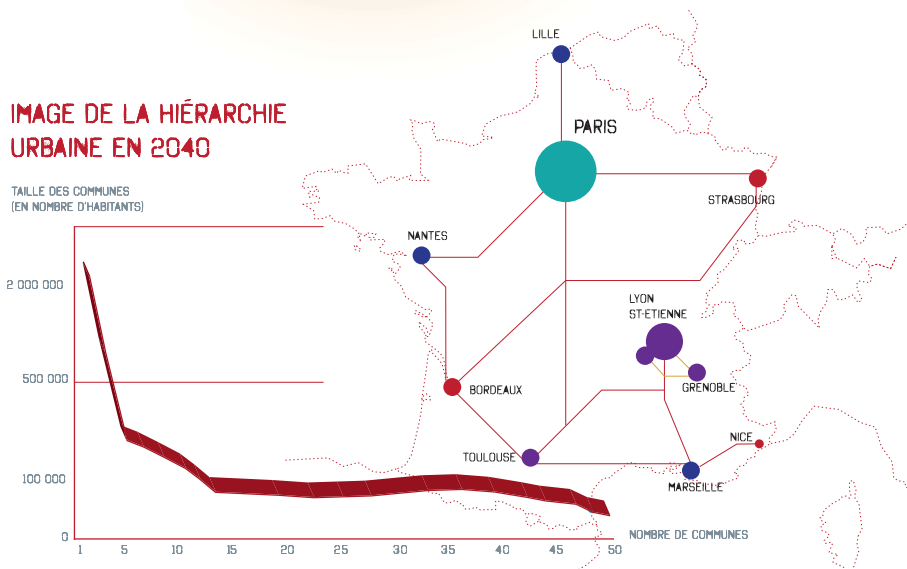 LILLE
IMAGE DE LA HIÉRARCHIE
URBAINE EN 2040
PARIS
TAILLE DES COMMUNES
(EN NOMBRE D'HABITANTS)
STRASBOURG
NANTES
2 000 000
LYON
ST-ETIENNE
500 000
BORDEAUX
GRENOBLE
NICE
TOULOUSE
100 000
MARSEILLE
0
NOMBRE DE COMMUNES
1 5 10 15 20 25 30 35 40 45 50